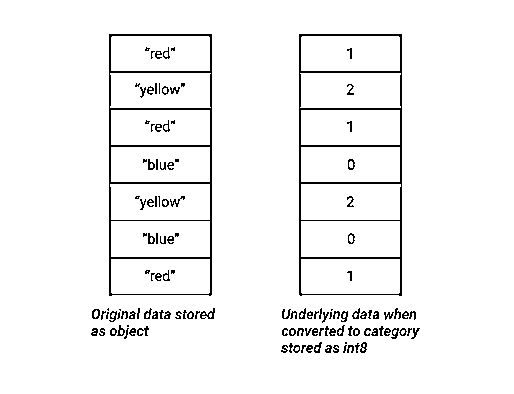 “red”
“yellow”
“red”
“blue”
“yellow”
“blue”
“red”
Original data stored
as object
1
2
1
0
2
0
1
Underlying data when
converted to category
stored as int8